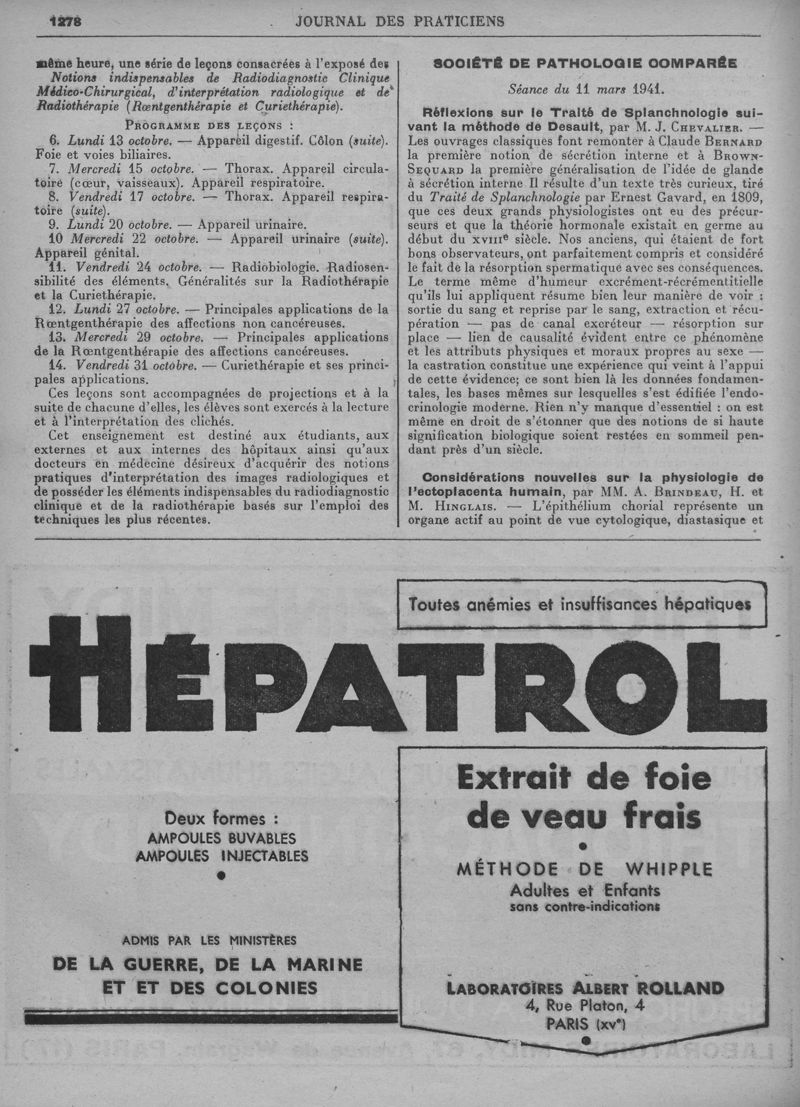 1278
JOURNAL DES PRATICIENS
même heure, une série de leçons consacrées à l'exposé des
Notions indispensables de Radiodiagnostic Clinique
Médico-Chirurgical, d'interprétation radiologique et de
Radiothérapie (Rœntgenthérapie et Curiethérapie).
PROGRAMME DES LEÇONS :
6. Lundi 13 octobre. — Appareil digestif. Côlon (suite).
Foie et voies biliaires.
7. Mercredi 15 octobre. — Thorax. Appareil circula-
toire (cœur, vaisseaux). Appareil respiratoire.
8. Vendredi 17 octobre. — Thorax. Appareil respira-
toire (suite).
9. Lundi 20 octobre. — Appareil urinaire.
10 Mercredi 22 octobre. — Appareil urinaire (suite).
Appareil génital.
11. Vendredi 24 octobre. — Radiobiologie. Radiosen-
sibilité des éléments, Généralités sur la Radiothérapie
et la Curiethérapie.
12. Lundi 27 octobre. — Principales applications de la
Rœntgenthérapie des affections non cancéreuses.
13. Mercredi 29 octobre. — Principales applications
de la Rœntgenthérapie des affections cancéreuses.
14. Vendredi 31 octobre. — Curiethérapie et ses princi-
pales applications.
Ces leçons sont accompagnées de projections et à la
suite de chacune d'elles, les élèves sont exercés à la lecture
et à l'interprétation des clichés.
Cet enseignement est destiné aux étudiants, aux
externes et aux internes des hôpitaux ainsi qu'aux
docteurs en médecine désireux d'acquérir des notions
pratiques d'interprétation des images radiologiques et
de posséder les éléments indispensables du radiodiagnostic
clinique et de la radiothérapie basés sur l'emploi des
techniques les plus récentes.
SOCIÉTÉ DE PATHOLOGIE COMPARÉE
Séance du 11 mars 1941.
Réflexions sur le Traité de Splanchnologie sui-
vant la méthode de Desault, par M. J. CHEVALIER. —
Les ouvrages classiques font remonter à Claude BERNARD
la première notion de sécrétion interne et à BROWN-
SEQUARD la première généralisation de l'idée de glande
à sécrétion interne Il résulte d'un texte très curieux, tiré
du Traité de Splanchnologie par Ernest Gavard, en 1809,
que ces deux grands physiologistes ont eu des précur-
seurs et que la théorie hormonale existait en germe au
début du XVIIIe siècle. Nos anciens, qui étaient de fort
bons observateurs, ont parfaitement compris et considéré
le fait de la résorption spermatique avec ses conséquences.
Le terme même d'humeur excrément-récrémentitielle
qu'ils lui appliquent résume bien leur manière de voir :
sortie du sang et reprise par le sang, extraction et récu-
pération — pas de canal excréteur — résorption sur
place — lien de causalité évident entre ce phénomène
et les attributs physiques et moraux propres au sexe —
la castration constitue une expérience qui veint à l'appui
de cette évidence; ce sont bien là les données fondamen-
tales, les bases mêmes sur lesquelles s'est édifiée l'endo-
crinologie moderne. Rien n'y manque d'essentiel : on est
même en droit de s'étonner que des notions de si haute
signification biologique soient restées en sommeil pen-
dant près d'un siècle.
Considérations nouvelles sur la physiologie de
l'ectoplacenta humain, par MM. A. BRINDEAU, H. et
M. HINGLAIS. — L'épithélium chorial représente un
organe actif au point de vue cytologique, diastasique et
Toutes anémies et insuffisances hépatiques
HÉPATROL
Deux formes :
AMPOULES BUVABLES
AMPOULES INJECTABLES
ADMIS PAR LES MINISTÈRES
DE LA GUERRE, DE LA MARINE
ET ET DES COLONIES
Extrait de foie
de veau frais
MÉTHODE DE WHIPPLE
Adultes et Enfants
sans contre-indications
LABORATOIRES ALBERT ROLLAND
4, Rue Platon, 4
PARIS (XVe)